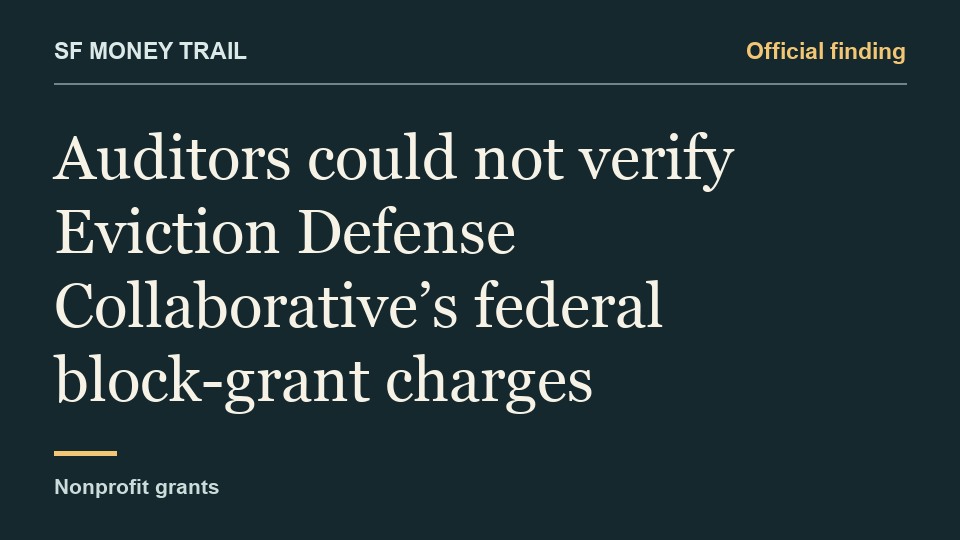 SF MONEY TRAIL
Official finding
Auditors could not verify
Eviction Defense
Collaborative’s federal
block-grant charges
Nonprofit grants